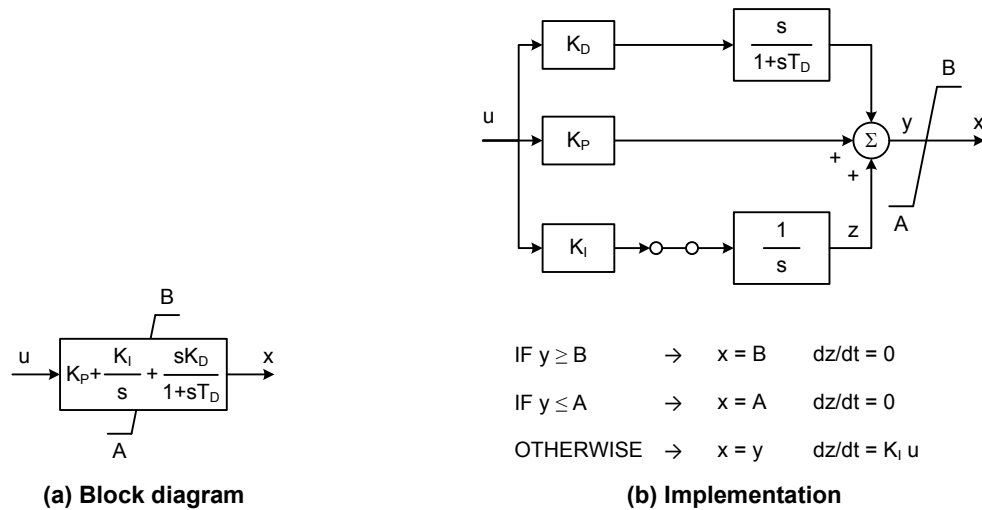 B
u
K_P + K_I / s + sK_D / 1+sT_D
x
A
(a) Block diagram
K_D
s / 1+sT_D
B
u
K_P
Σ
y
x
+
+
A
K_I
1 / s
z
IF y ≥ B → x = B dz/dt = 0
IF y ≤ A → x = A dz/dt = 0
OTHERWISE → x = y dz/dt = K_I u
(b) Implementation